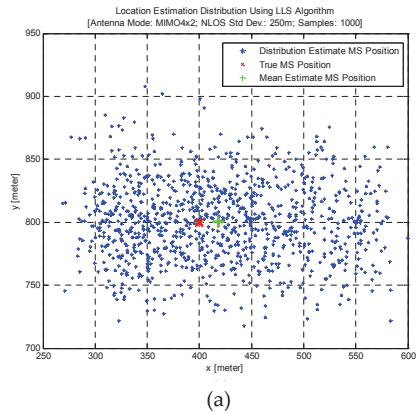 Location Estimation Distribution Using LLS Algorithm
[Antenna Mode: MIMO4x2; NLOS Std Dev.: 250m; Samples: 1000]
Distribution Estimate MS Position
True MS Position
Mean Estimate MS Position
950
900
850
800
750
700
y [meter]
250 300 350 400 450 500 550 600
x [meter]
(a)